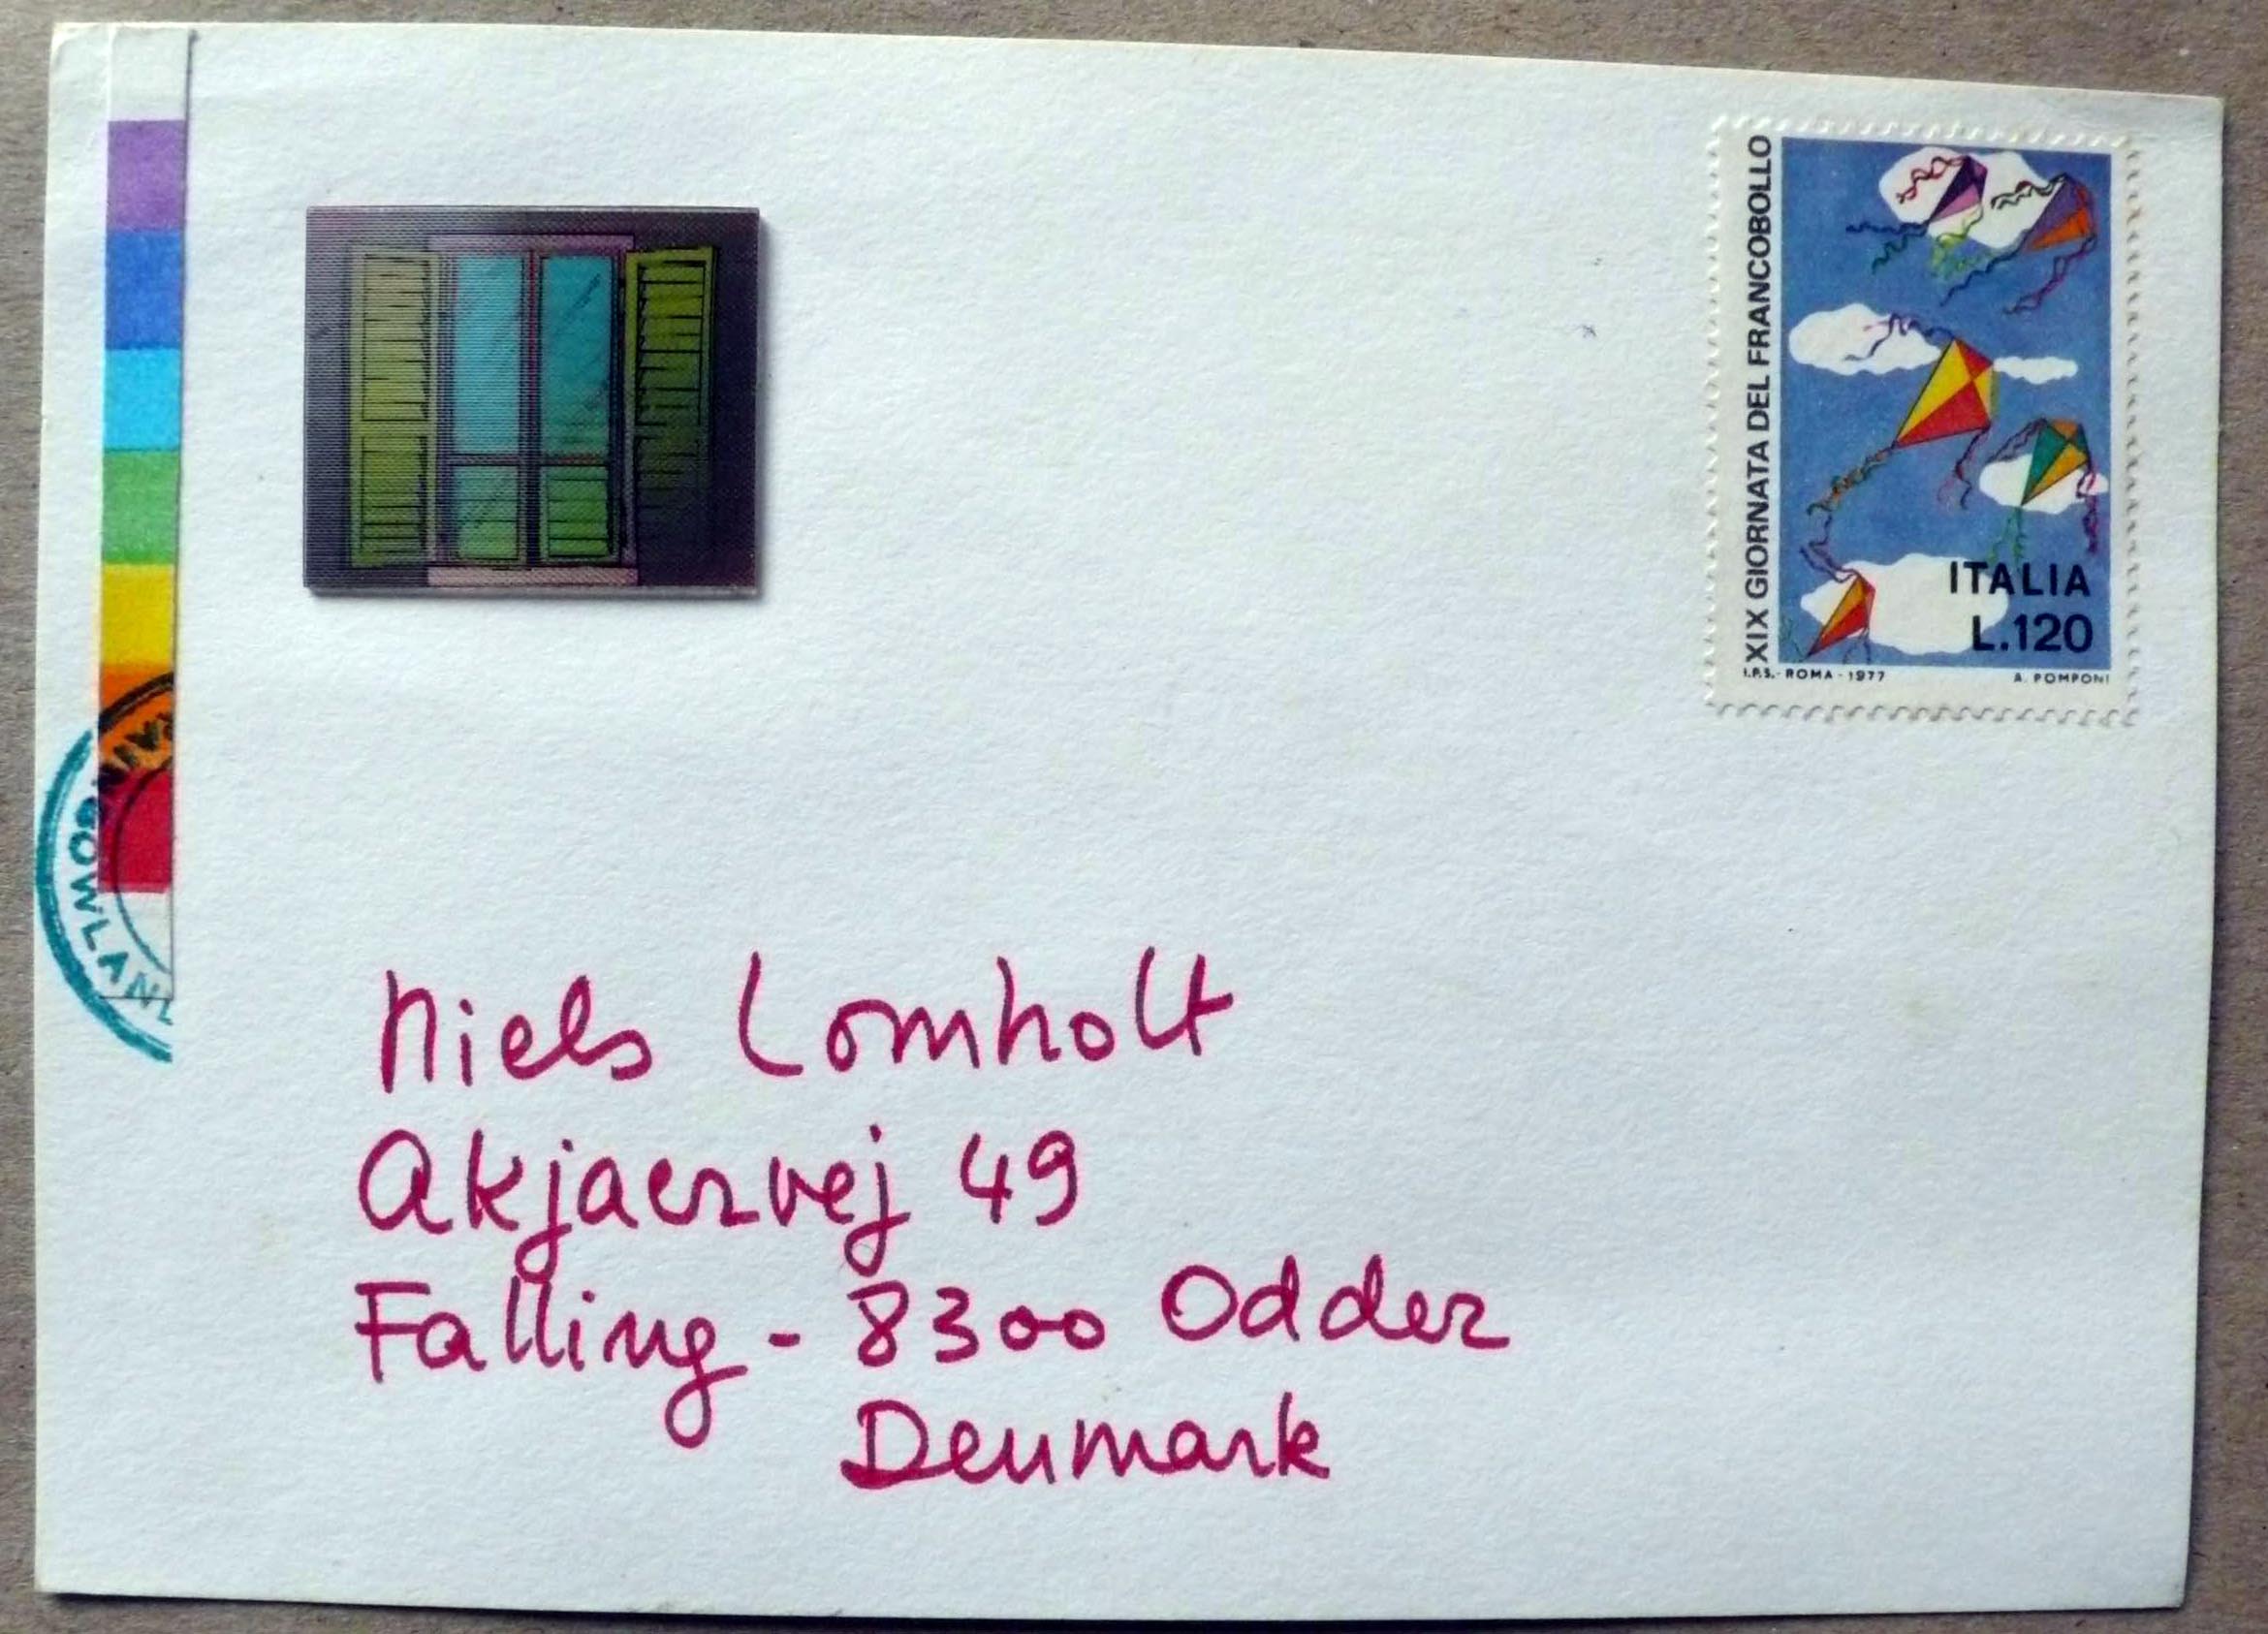 XIX GIORNATA DEL FRANCOBOLLO
ITALIA
L.120
I.P.S.-ROMA-1977
A. POMPONI
Niels Lomholt
Akjaervej 49
Falling - 8300 Odder
Denmark